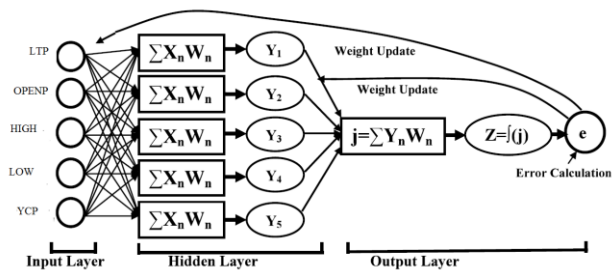 LTP
OPENP
HIGH
LOW
YCP
∑XnWn
∑XnWn
∑XnWn
∑XnWn
∑XnWn
Y1
Y2
Y3
Y4
Y5
Weight Update
Weight Update
j=∑YnWn
Z=∫(j)
e
Error Calculation
Input Layer
Hidden Layer
Output Layer